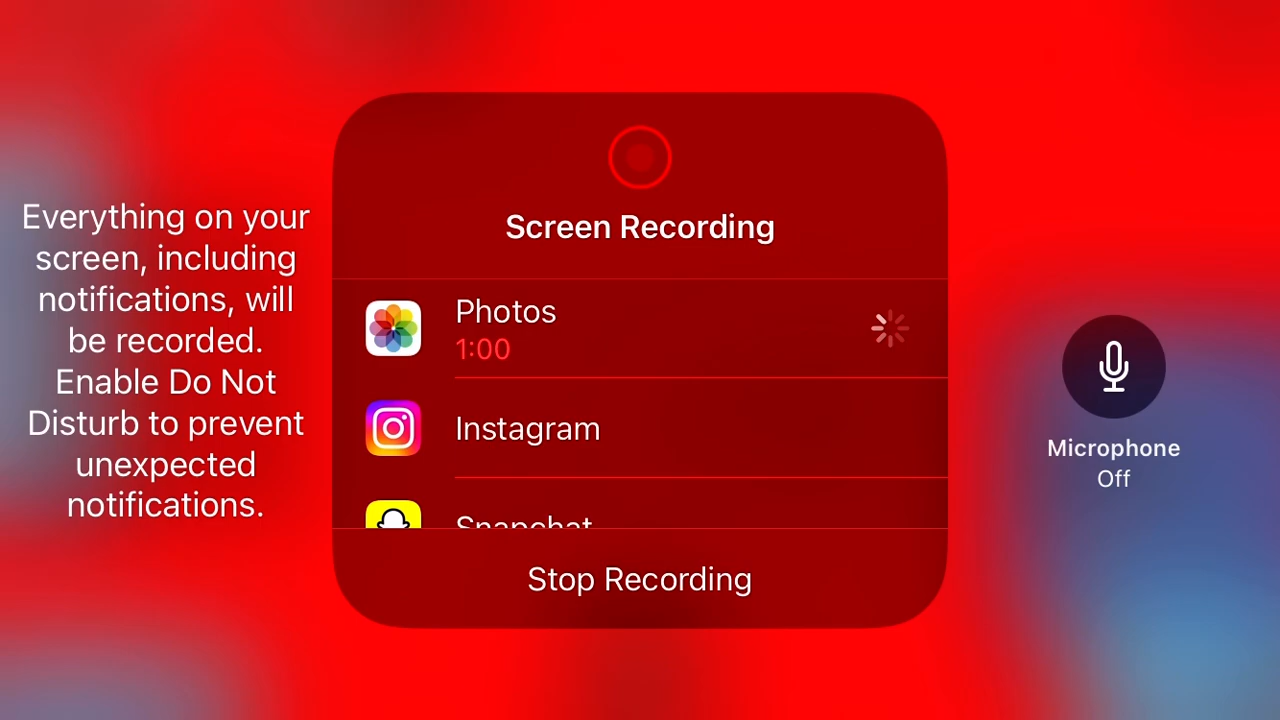 Everything on your
screen, including
notifications, will
be recorded.
Enable Do Not
Disturb to prevent
unexpected
notifications.
Screen Recording
Photos
1:00
Instagram
Snapchat
Stop Recording
Microphone
Off